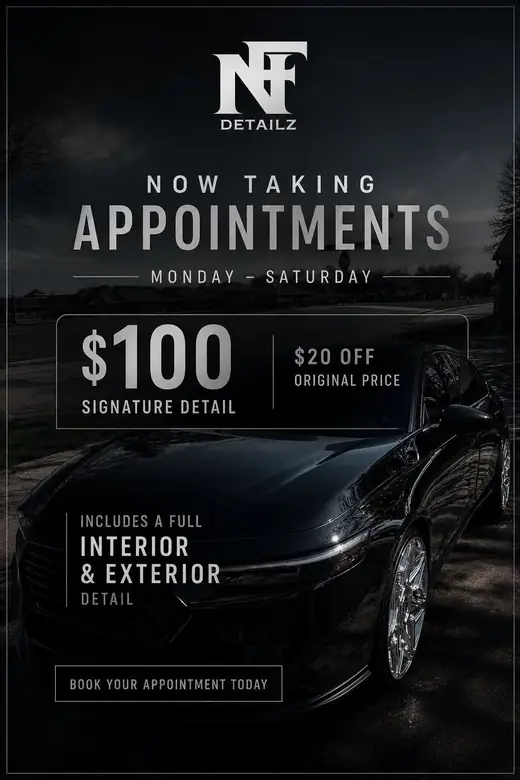 NF
DETAILZ
NOW TAKING
APPOINTMENTS
MONDAY – SATURDAY
$100
SIGNATURE DETAIL
$20 OFF
ORIGINAL PRICE
INCLUDES A FULL
INTERIOR
& EXTERIOR
DETAIL
BOOK YOUR APPOINTMENT TODAY